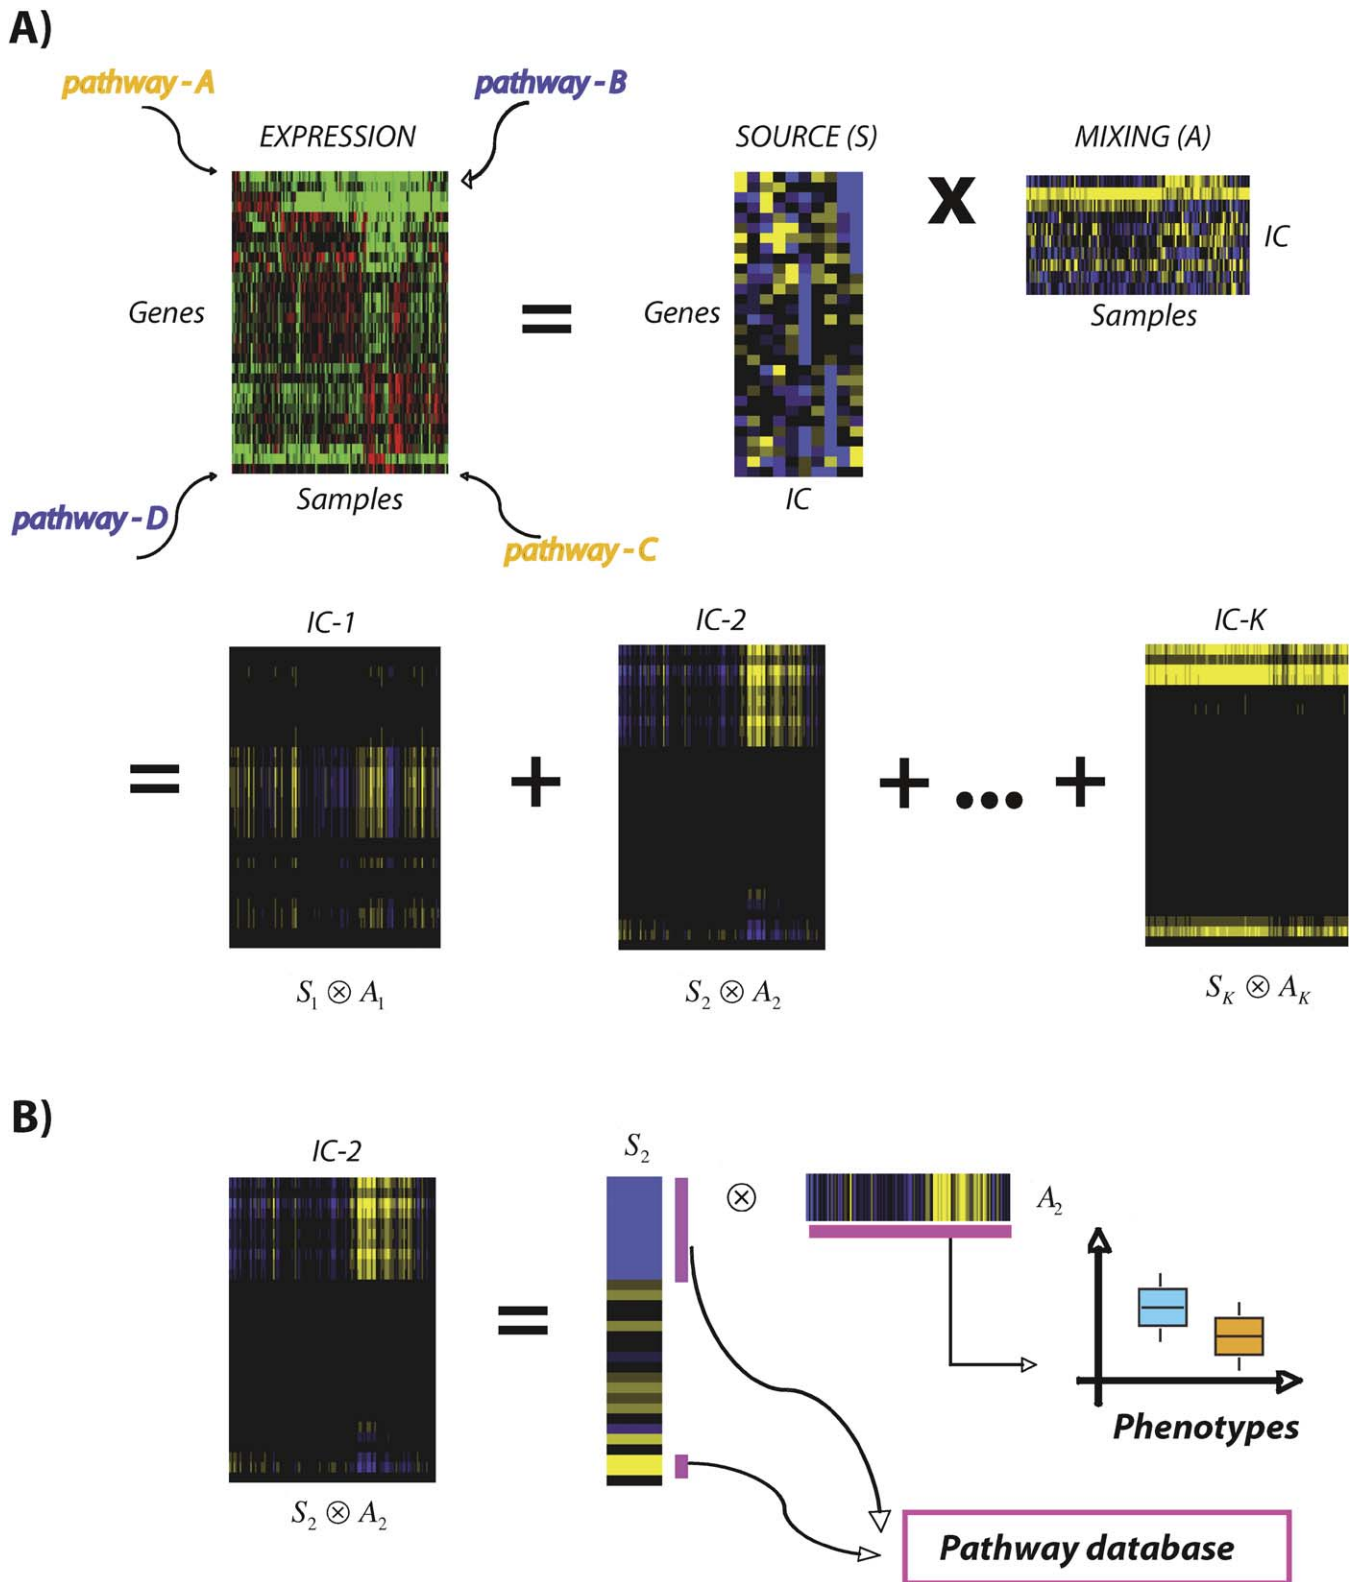 A)
pathway - A
pathway - B
EXPRESSION
SOURCE (S)
MIXING (A)
X
IC
Genes
=
Genes
Samples
Samples
IC
pathway - D
pathway - C
IC-1
IC-2
IC-K
= + + ... +
S₁ ⊗ A₁
S₂ ⊗ A₂
S_K ⊗ A_K
B)
IC-2
S₂
⊗
A₂
=
Phenotypes
S₂ ⊗ A₂
Pathway database